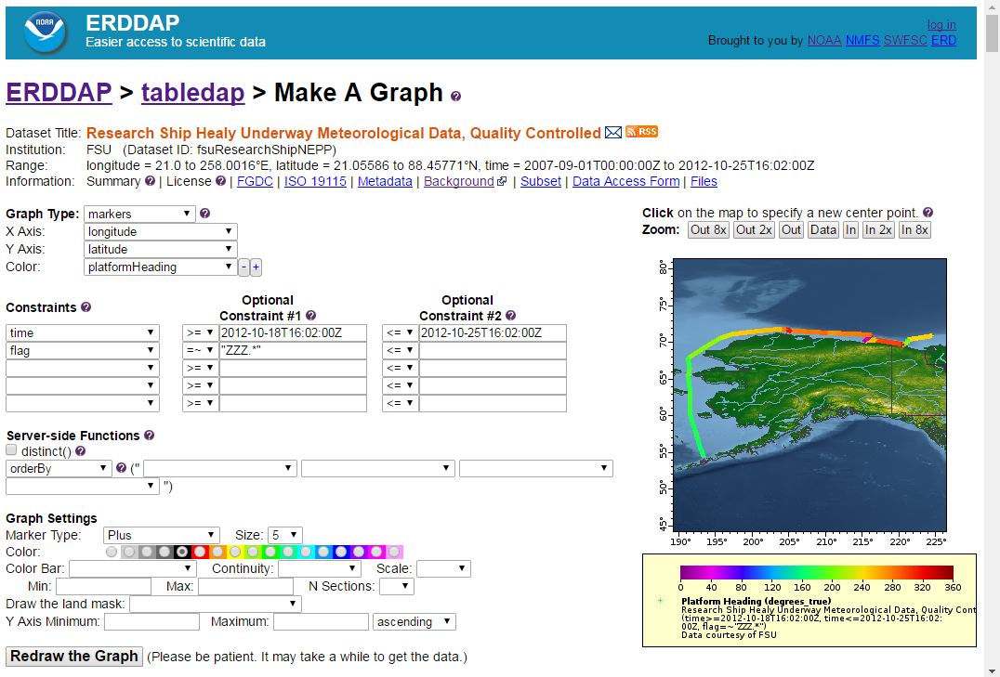 NOAA
ERDDAP
Easier access to scientific data
log in
Brought to you by NOAA NMFS SWFSC ERD
ERDDAP > tabledap > Make A Graph ?
Dataset Title: Research Ship Healy Underway Meteorological Data, Quality Controlled RSS
Institution: FSU (Dataset ID: fsuResearchShipNEPP)
Range: longitude = 21.0 to 258.0016°E, latitude = 21.05586 to 88.45771°N, time = 2007-09-01T00:00:00Z to 2012-10-25T16:02:00Z
Information: Summary ? | License ? | FGDC | ISO 19115 | Metadata | Background | Subset | Data Access Form | Files
Graph Type: markers ?
X Axis: longitude
Y Axis: latitude
Color: platformHeading - +
Constraints ? Optional Constraint #1 ? Optional Constraint #2 ?
time >= 2012-10-18T16:02:00Z <= 2012-10-25T16:02:00Z
flag =~ "ZZZ.*" <=
>= <=
>= <=
>= <=
Server-side Functions ?
distinct() ?
orderBy ? ("
")
Graph Settings
Marker Type: Plus Size: 5
Color:
Color Bar: Continuity: Scale:
Min: Max: N Sections:
Draw the land mask:
Y Axis Minimum: Maximum: ascending
Redraw the Graph (Please be patient. It may take a while to get the data.)
Click on the map to specify a new center point. ?
Zoom: Out 8x Out 2x Out Data In In 2x In 8x
80°
75°
70°
65°
60°
55°
50°
45°
190° 195° 200° 205° 210° 215° 220° 225°
0 40 80 120 160 200 240 280 320 360
Platform Heading (degrees_true)
Research Ship Healy Underway Meteorological Data, Quality Cont
(time>=2012-10-18T16:02:00Z, time<=2012-10-25T16:02:
00Z, flag=~"ZZZ.*")
Data courtesy of FSU